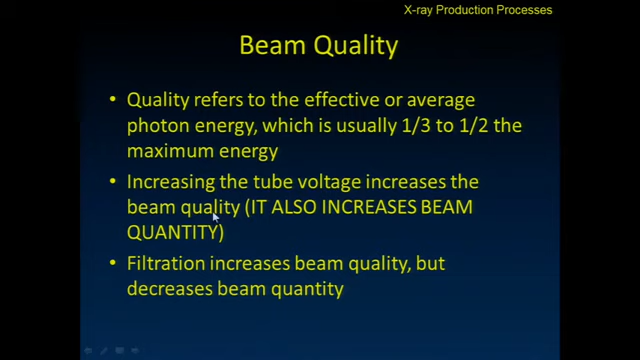 X-ray Production Processes
Beam Quality
• Quality refers to the effective or average
photon energy, which is usually 1/3 to 1/2 the
maximum energy
• Increasing the tube voltage increases the
beam quality (IT ALSO INCREASES BEAM
QUANTITY)
• Filtration increases beam quality, but
decreases beam quantity